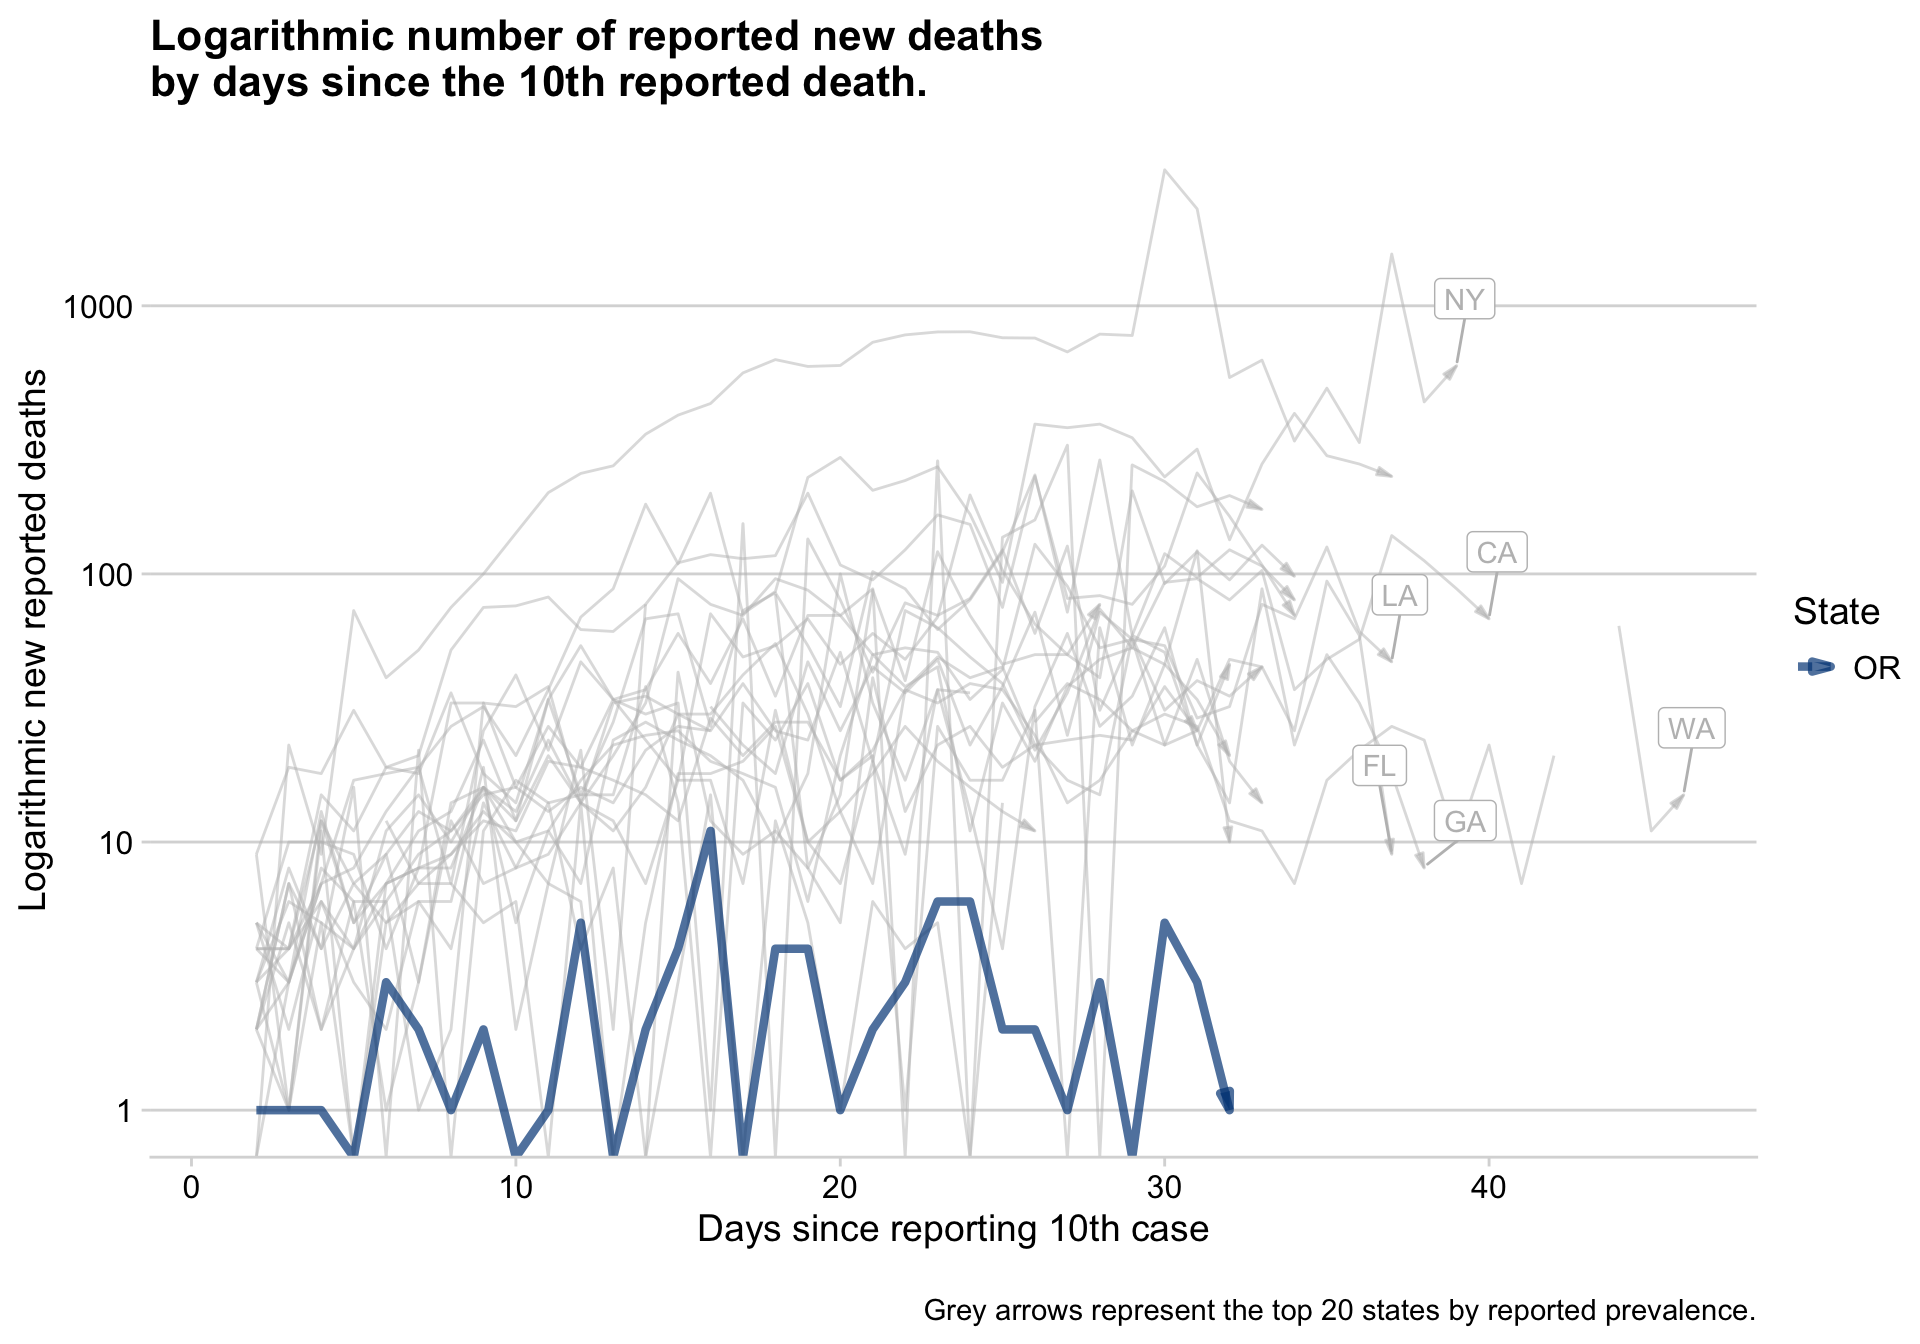 Logarithmic number of reported new deaths
by days since the 10th reported death.
Logarithmic new reported deaths
1000
100
10
1
NY
CA
LA
WA
FL
GA
State
OR
0 10 20 30 40
Days since reporting 10th case
Grey arrows represent the top 20 states by reported prevalence.